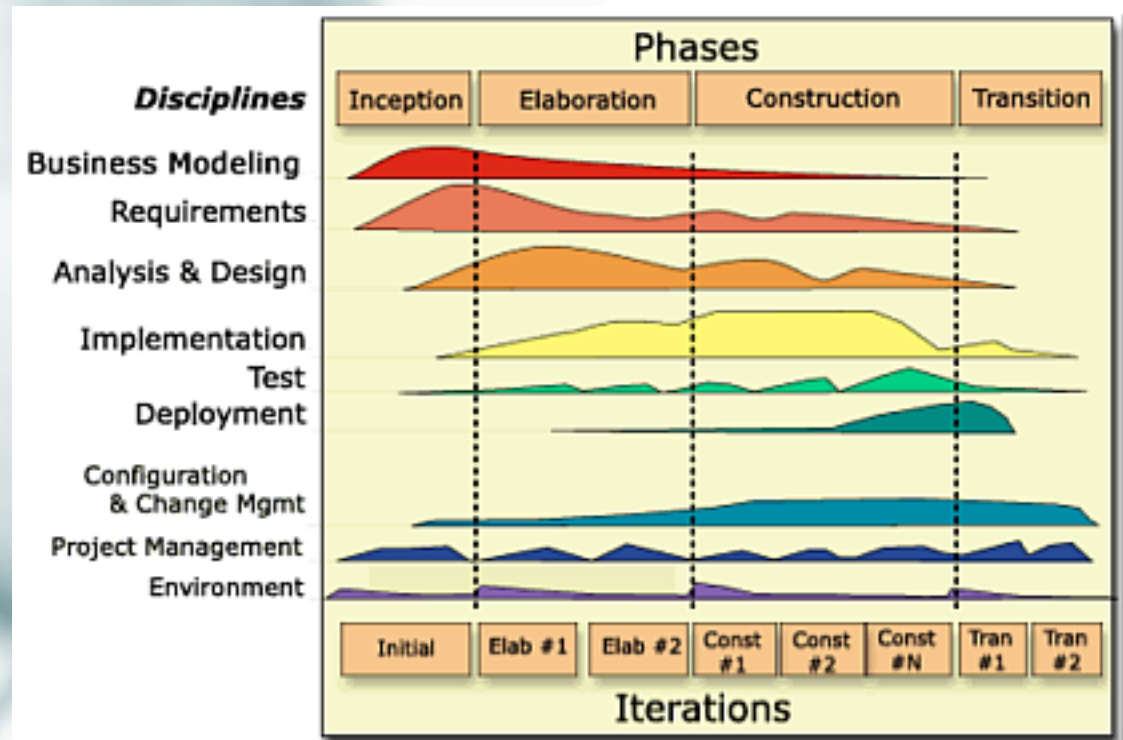 Phases
Disciplines
Inception
Elaboration
Construction
Transition
Business Modeling
Requirements
Analysis & Design
Implementation
Test
Deployment
Configuration
& Change Mgmt
Project Management
Environment
Initial
Elab #1
Elab #2
Const
#1
Const
#2
Const
#N
Tran
#1
Tran
#2
Iterations